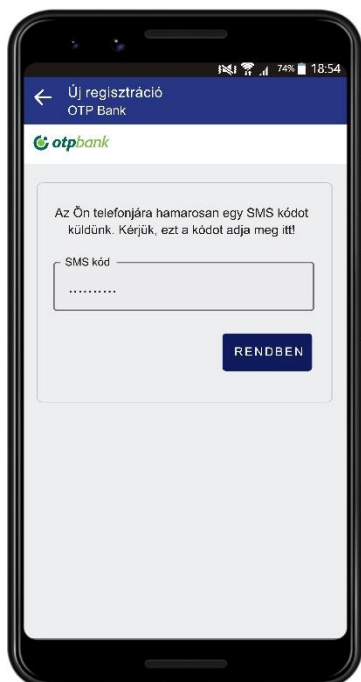 74% 18:54
Új regisztráció
OTP Bank
otpbank
Az Ön telefonjára hamarosan egy SMS kódot
küldünk. Kérjük, ezt a kódot adja meg itt!
SMS kód
..........
RENDBEN